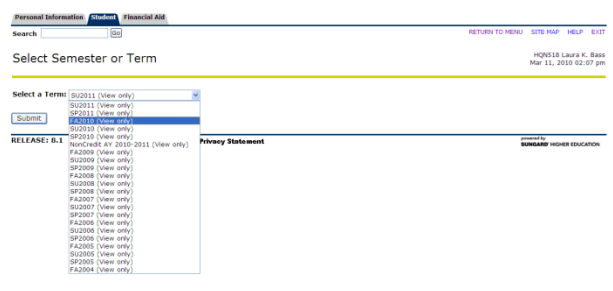 Personal Information Student Financial Aid
Search Go RETURN TO MENU SITE MAP HELP EXIT
Select Semester or Term
HQN518 Laura K. Bass
Mar 11, 2010 02:07 pm
Select a Term: SU2011 (View only)
SU2011 (View only)
SP2011 (View only)
FA2010 (View only)
SU2010 (View only)
SP2010 (View only)
NonCredit AY 2010-2011 (View only)
FA2009 (View only)
SU2009 (View only)
SP2009 (View only)
FA2008 (View only)
SU2008 (View only)
SP2008 (View only)
FA2007 (View only)
SU2007 (View only)
SP2007 (View only)
FA2006 (View only)
SU2006 (View only)
SP2006 (View only)
FA2005 (View only)
SU2005 (View only)
SP2005 (View only)
FA2004 (View only)
Submit
RELEASE: 8.1 Privacy Statement
powered by
SUNGARD HIGHER EDUCATION